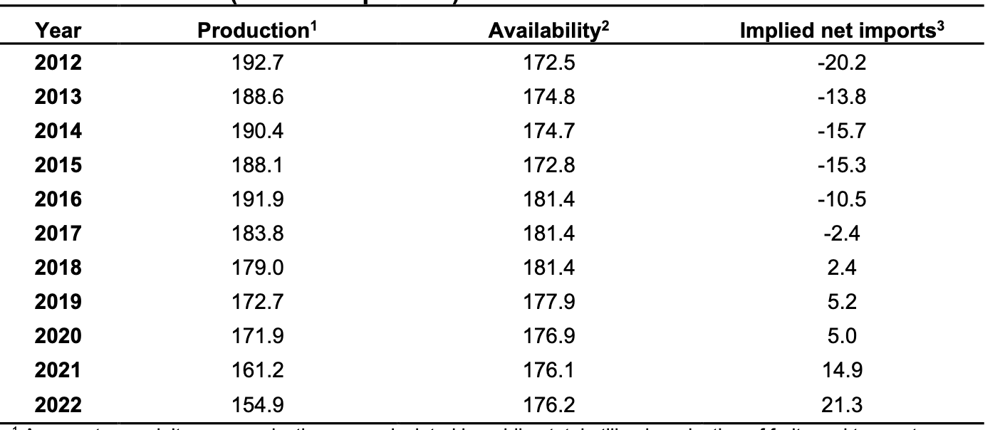 Year Production¹ Availability² Implied net imports³
2012 192.7 172.5 -20.2
2013 188.6 174.8 -13.8
2014 190.4 174.7 -15.7
2015 188.1 172.8 -15.3
2016 191.9 181.4 -10.5
2017 183.8 181.4 -2.4
2018 179.0 181.4 2.4
2019 172.7 177.9 5.2
2020 171.9 176.9 5.0
2021 161.2 176.1 14.9
2022 154.9 176.2 21.3